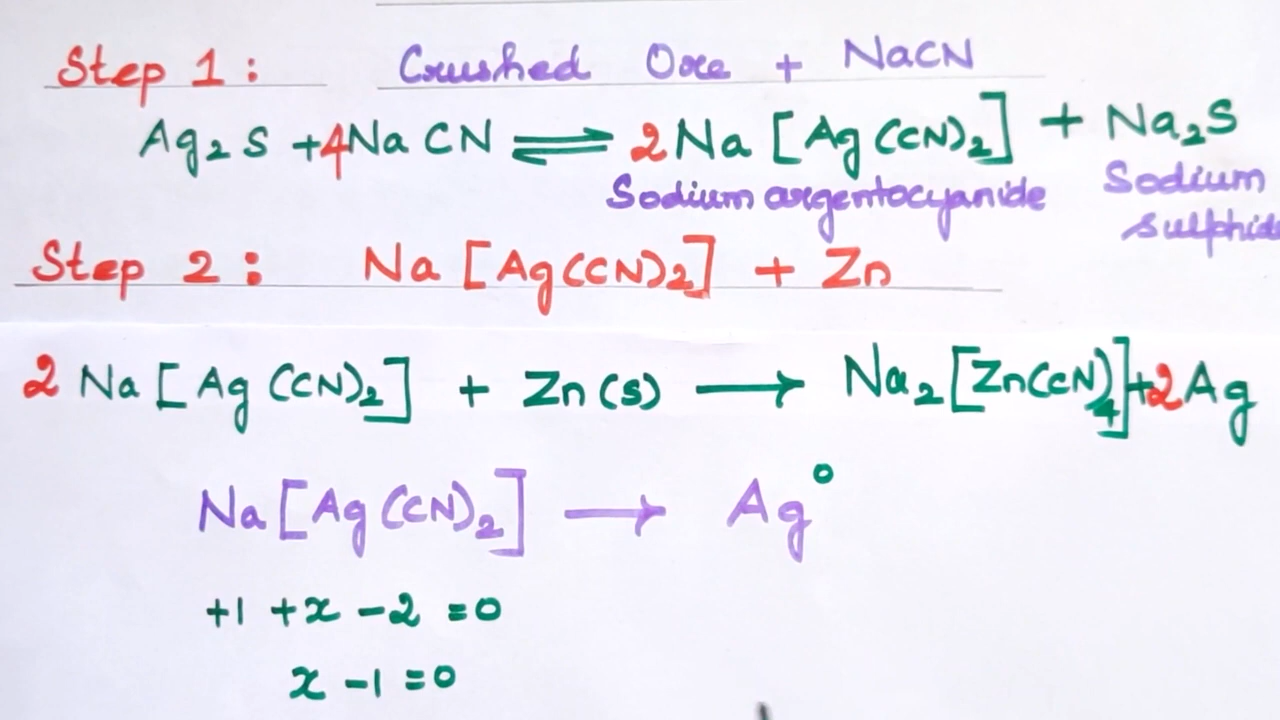 Step 1: Crushed Ore + NaCN
Ag₂S + 4NaCN ⇌ 2Na[Ag(CN)₂] + Na₂S
Sodium argentocyanide Sodium
sulphid
Step 2: Na[Ag(CN)₂] + Zn
2Na[Ag(CN)₂] + Zn(s) ⟶ Na₂[Zn(CN)₄] + 2Ag
Na[Ag(CN)₂] ⟶ Ag⁰
+1 +x -2 =0
x -1 =0